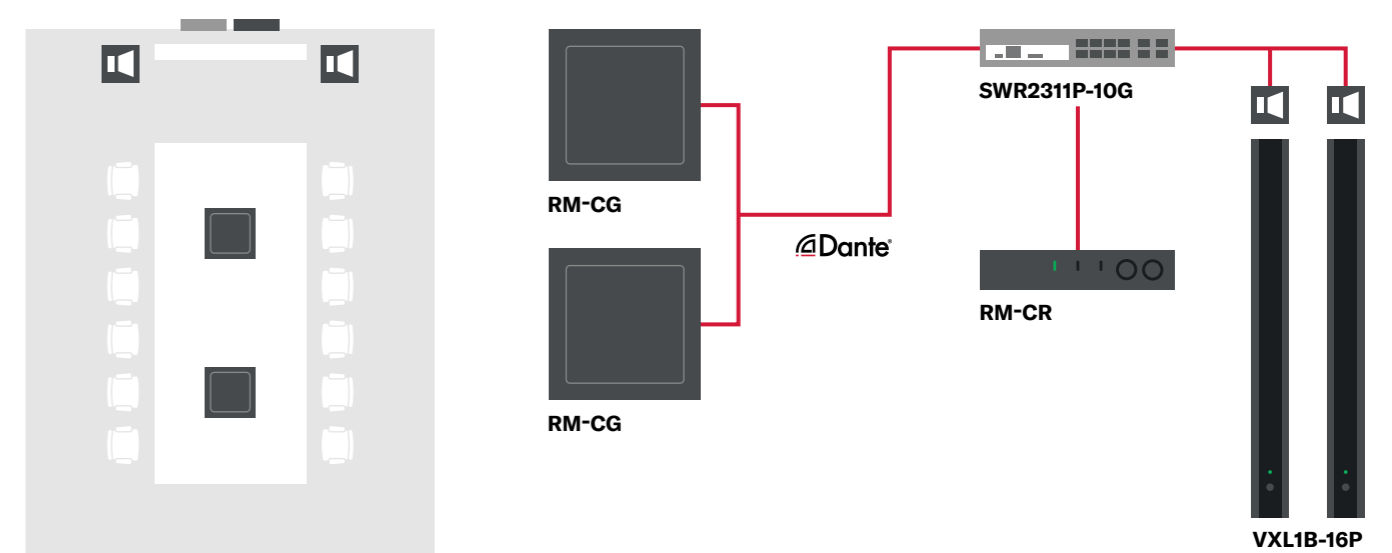 SWR2311P-10G
RM-CG
Dante®
RM-CR
RM-CG
VXL1B-16P